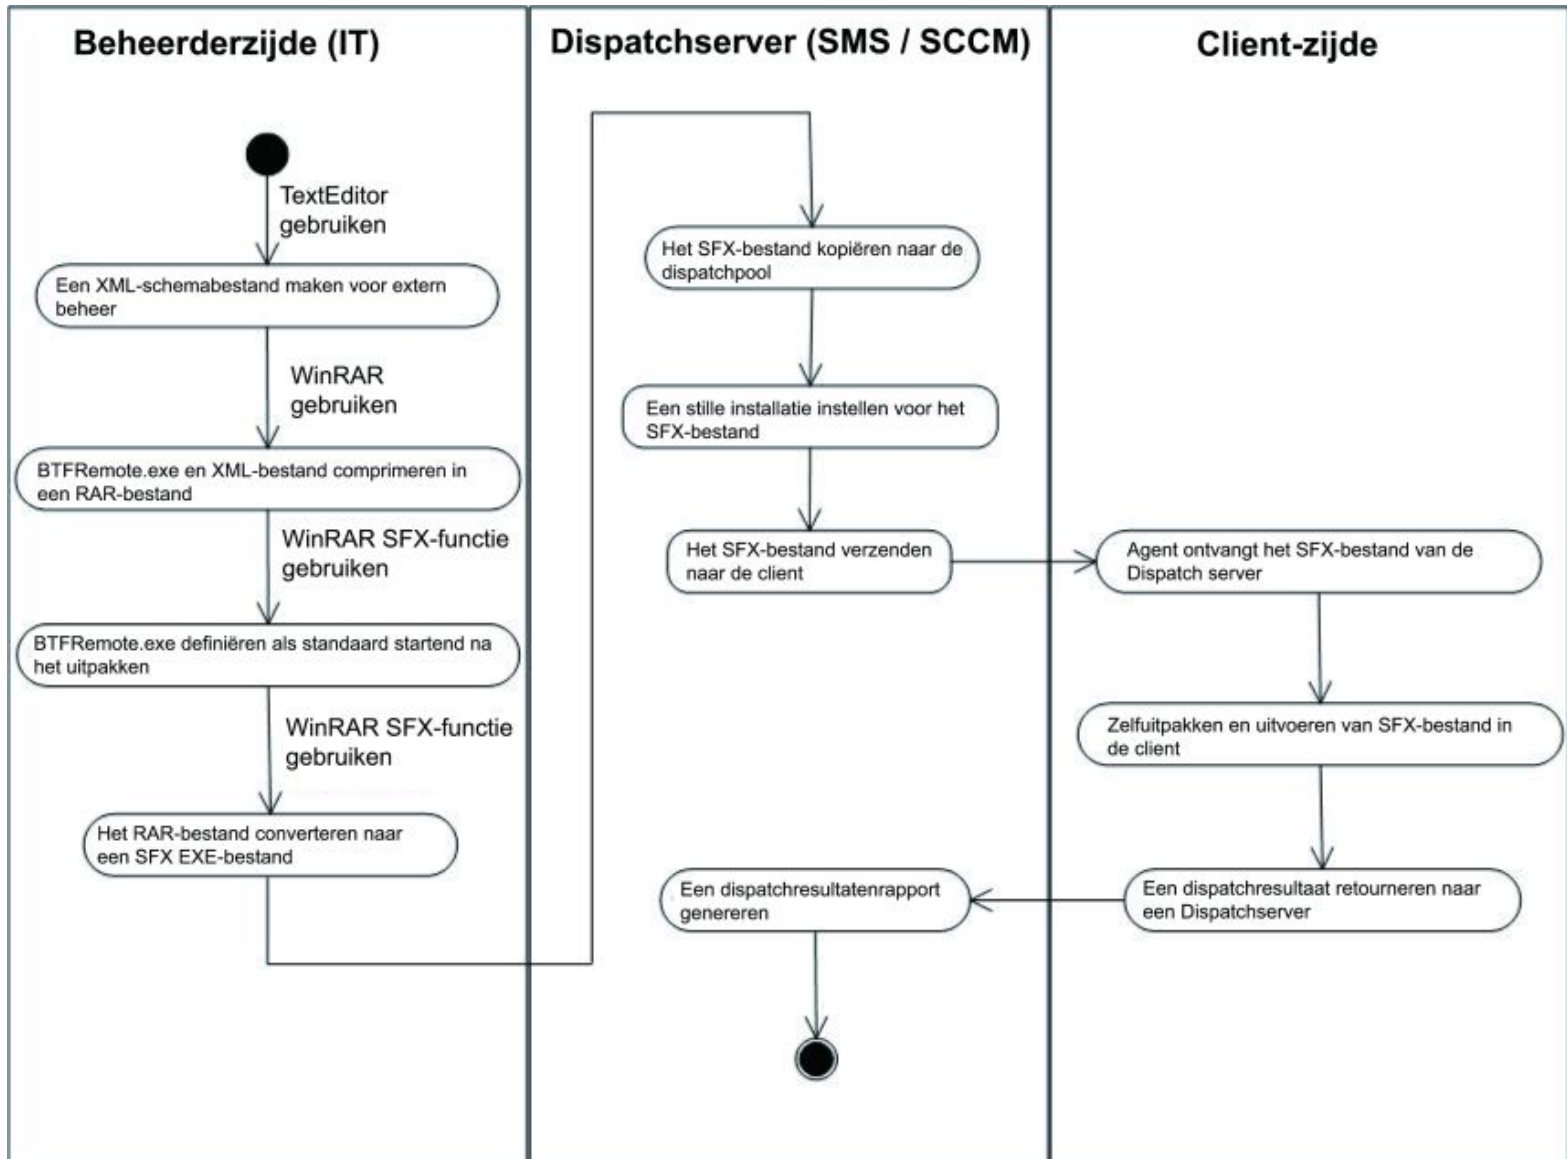 Beheerderzijde (IT)
Dispatchserver (SMS / SCCM)
Client-zijde
TextEditor
gebruiken
Een XML-schemabestand maken voor extern
beheer
WinRAR
gebruiken
BTFRemote.exe en XML-bestand comprimeren in
een RAR-bestand
WinRAR SFX-functie
gebruiken
BTFRemote.exe definiëren als standaard startend na
het uitpakken
WinRAR SFX-functie
gebruiken
Het RAR-bestand converteren naar
een SFX EXE-bestand
Het SFX-bestand kopiëren naar de
dispatchpool
Een stille installatie instellen voor het
SFX-bestand
Het SFX-bestand verzenden
naar de client
Agent ontvangt het SFX-bestand van de
Dispatch server
Zelfuitpakken en uitvoeren van SFX-bestand in
de client
Een dispatchresultaat retourneren naar
een Dispatchserver
Een dispatchresultatenrapport
genereren